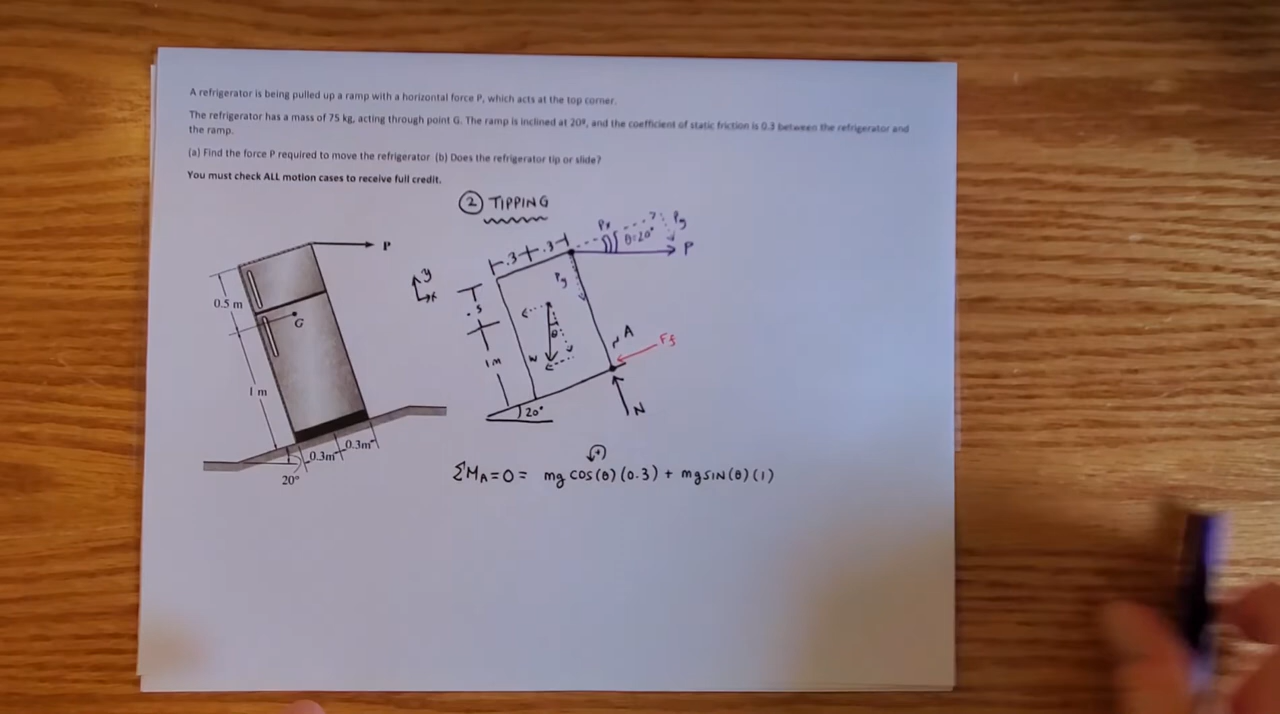 A refrigerator is being pulled up a ramp with a horizontal force P, which acts at the top corner.
The refrigerator has a mass of 75 kg, acting through point G. The ramp is inclined at 20º, and the coefficient of static friction is 0.3 between the refrigerator and
the ramp.
(a) Find the force P required to move the refrigerator (b) Does the refrigerator tip or slide?
You must check ALL motion cases to receive full credit.
② TIPPING
P
0.5 m
G
1 m
0.3m
0.3m
20°
y
x
.3
.3
Px
θ=20°
Py
P
Py
.5
θ
W
1m
A
Ff
20°
N
ΣMA=0= mg cos(θ)(0.3) + mg SIN(θ)(1)